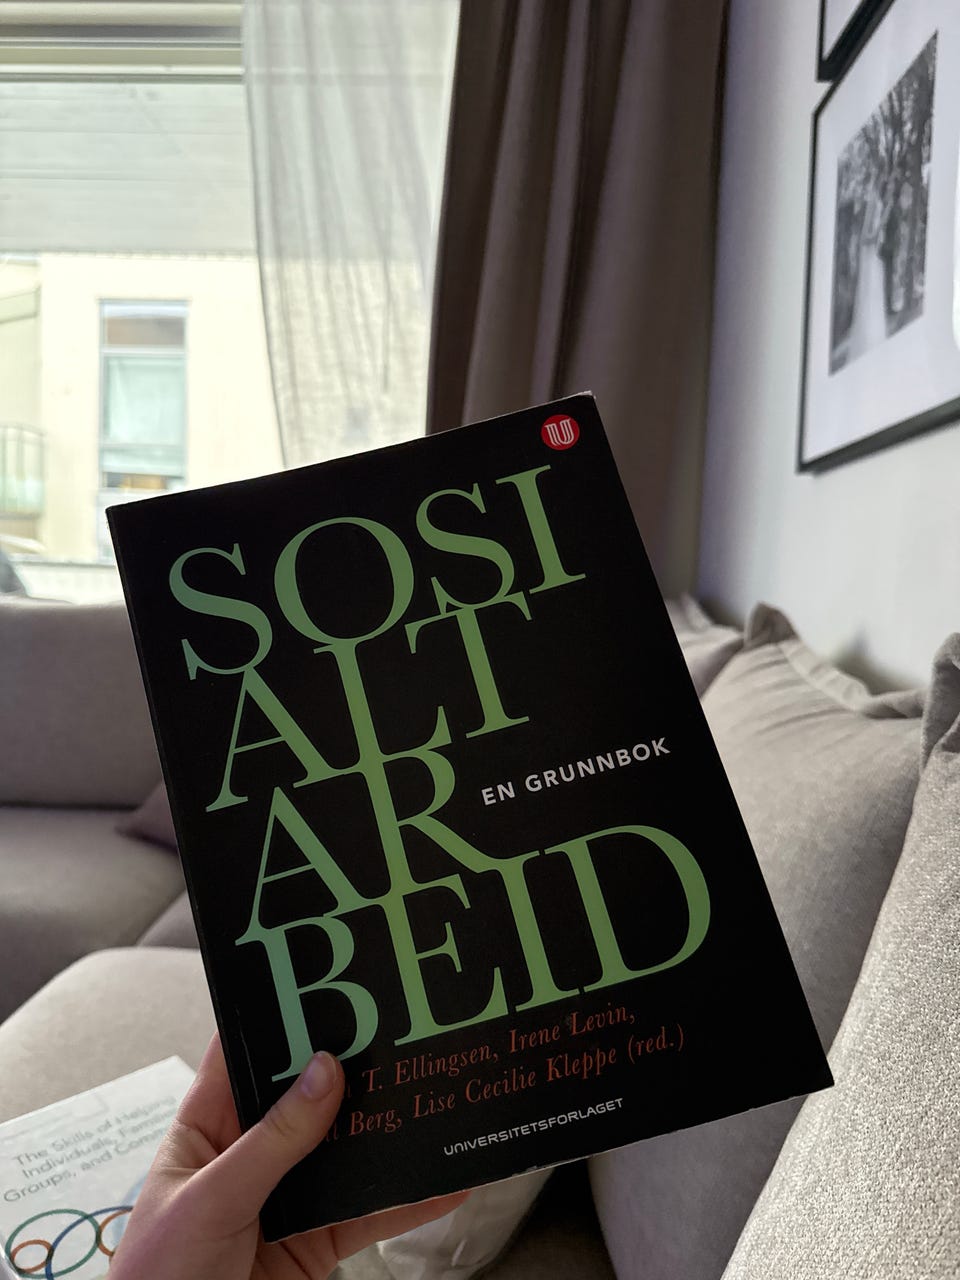 U
SOSI
ALT
AR
EN GRUNNBOK
BEID
T. Ellingsen, Irene Levin,
Berg, Lise Cecilie Kleppe (red.)
UNIVERSITETSFORLAGET
The Skills of Helping
Individuals, Families,
Groups, and